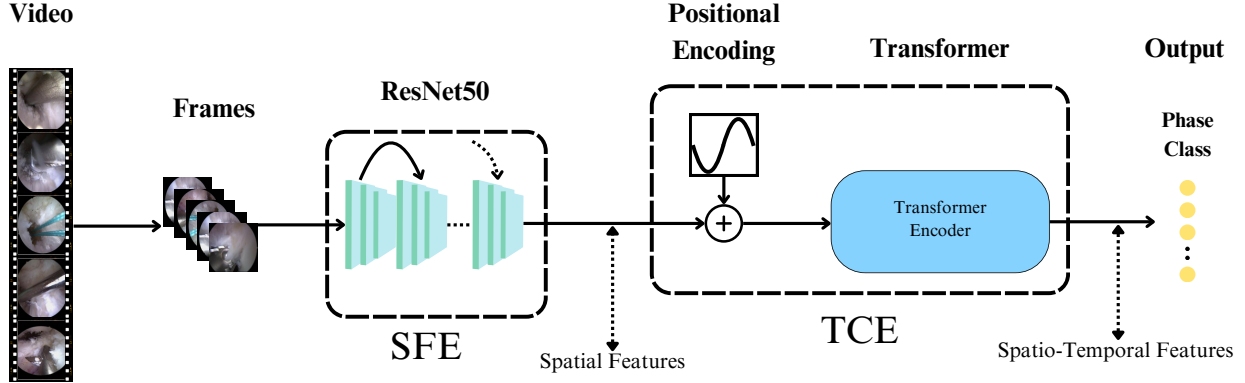 Video
Frames
ResNet50
SFE
Spatial Features
Positional
Encoding
Transformer
Transformer
Encoder
TCE
Spatio-Temporal Features
Output
Phase
Class